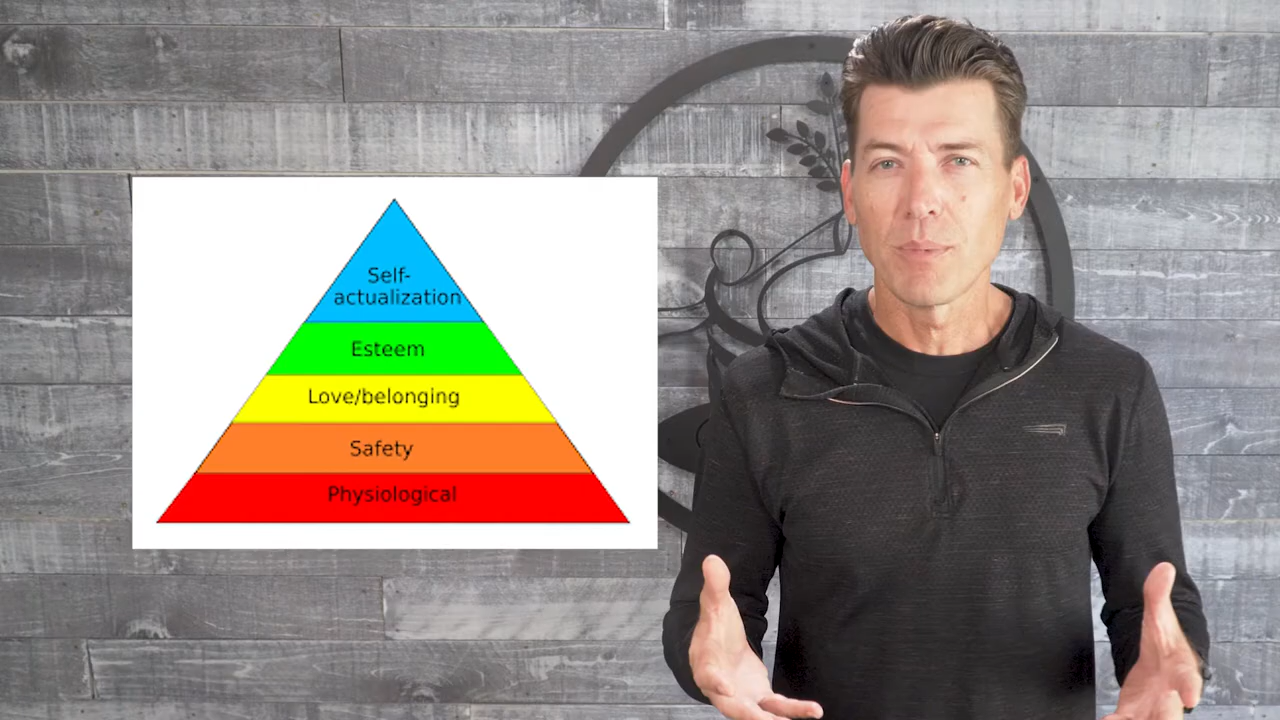 Self-
actualization
Esteem
Love/belonging
Safety
Physiological